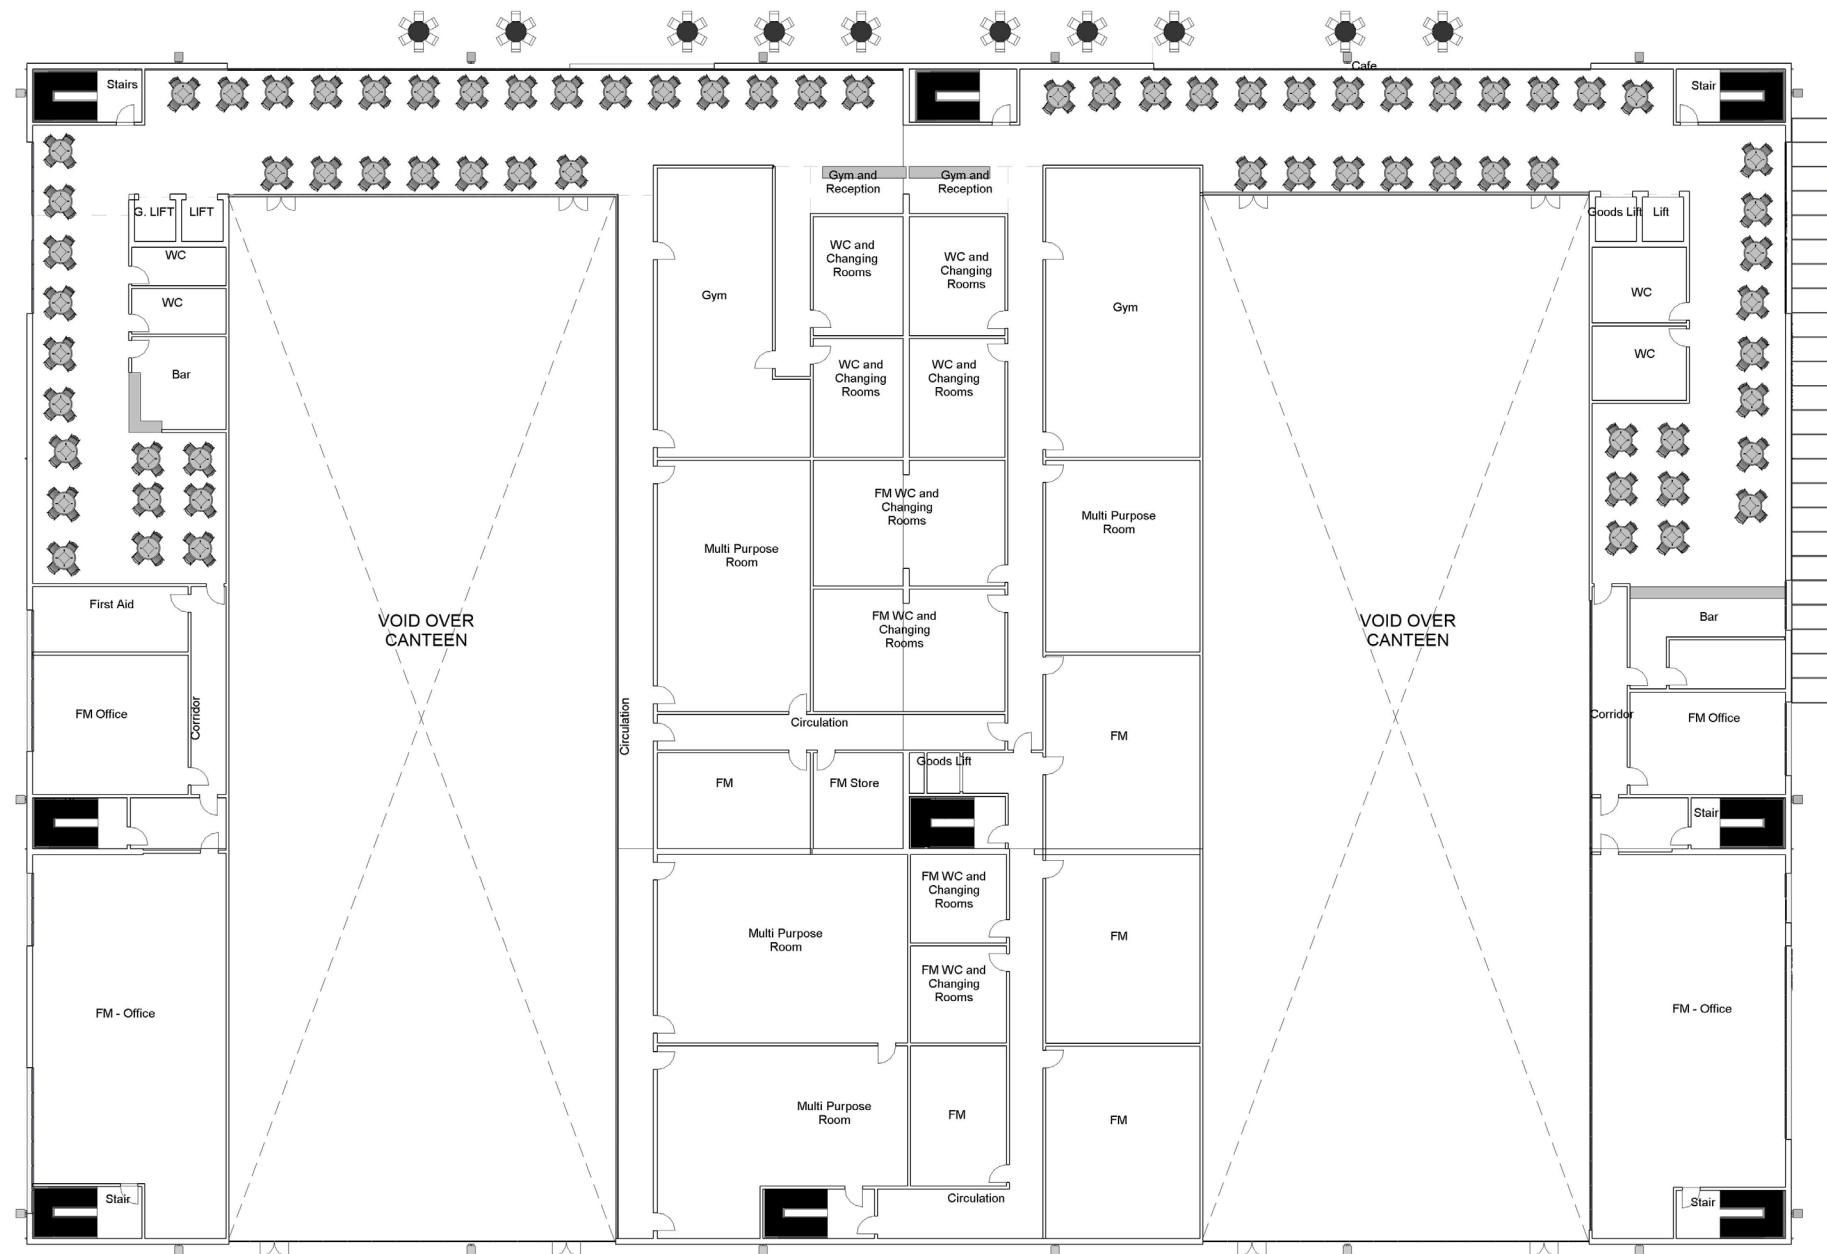 Cafe
Stairs
Stair
Gym and
Reception
Gym and
Reception
G. LIFT
LIFT
Goods Lift
Lift
WC
WC and
Changing
Rooms
WC and
Changing
Rooms
WC
WC
Gym
Gym
WC
Bar
WC and
Changing
Rooms
WC and
Changing
Rooms
WC
FM WC and
Changing
Rooms
Multi Purpose
Room
Multi Purpose
Room
First Aid
VOID OVER
CANTEEN
FM WC and
Changing
Rooms
VOID OVER
CANTEEN
Bar
FM Office
Corridor
Circulation
Circulation
FM
Corridor
FM Office
Goods Lift
FM
FM Store
Stair
FM WC and
Changing
Rooms
Multi Purpose
Room
FM
FM WC and
Changing
Rooms
FM - Office
FM - Office
Multi Purpose
Room
FM
FM
Stair
Circulation
Stair